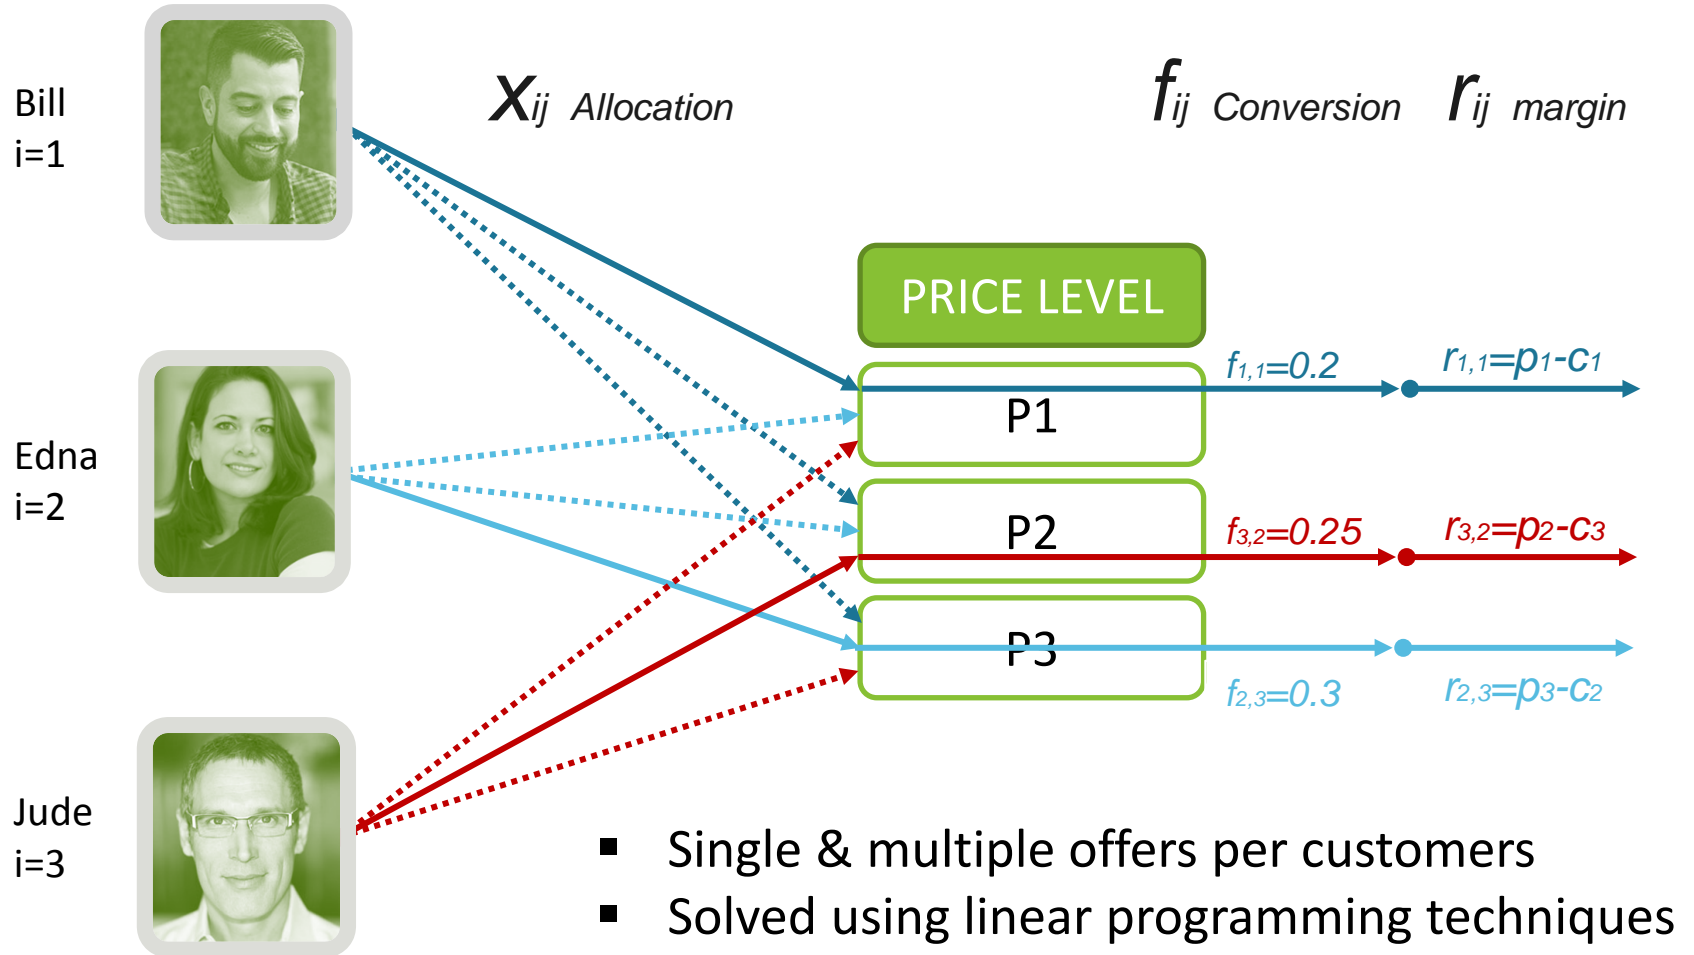 Bill
i=1
xij Allocation
fij Conversion
rij margin
PRICE LEVEL
f1,1=0.2
r1,1=p1-c1
P1
Edna
i=2
P2
f3,2=0.25
r3,2=p2-c3
P3
f2,3=0.3
r2,3=p3-c2
Jude
i=3
▪ Single & multiple offers per customers
▪ Solved using linear programming techniques